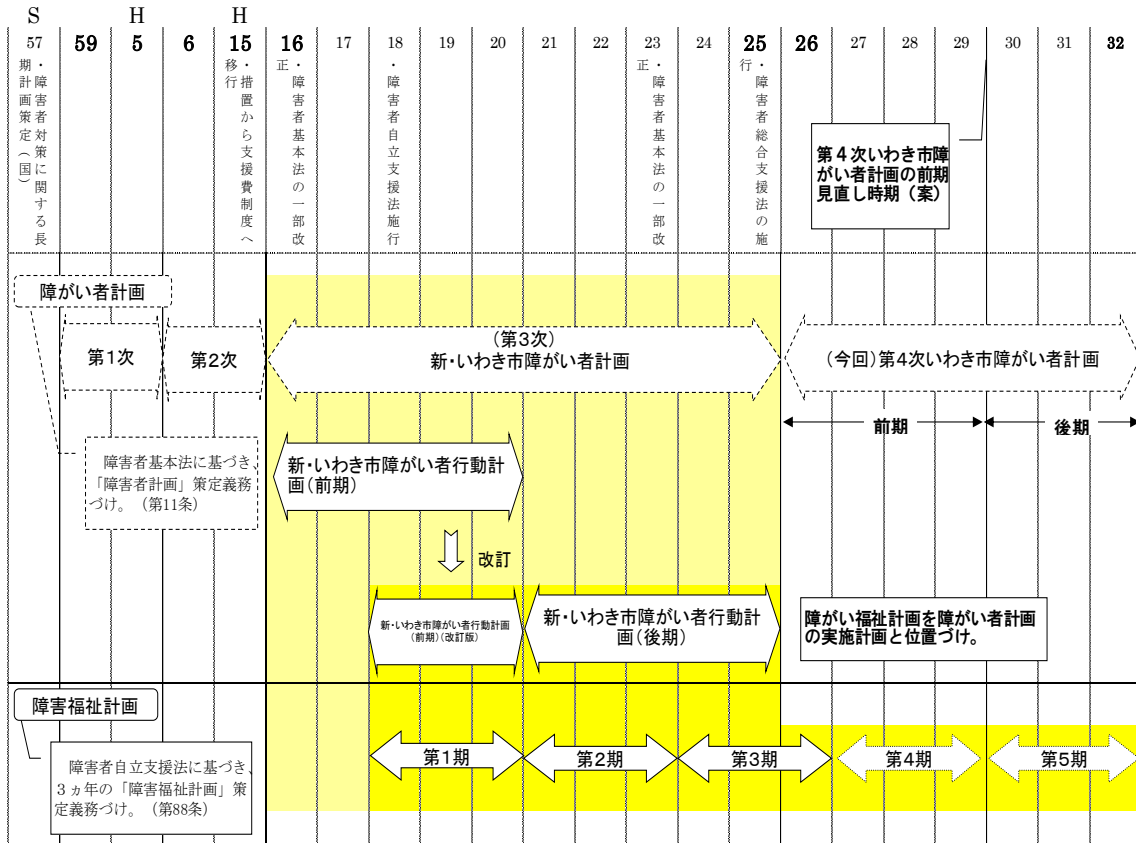 S H H
57 59 5 6 15 16 17 18 19 20 21 22 23 24 25 26 27 28 29 30 31 32
・障害者対策に関する長
期計画策定(国)
・措置から支援費制度へ
移行
・障害者基本法の一部改
正
・障害者自立支援法施行
・障害者基本法の一部改
正
・障害者総合支援法の施
行
第4次いわき市障
がい者計画の前期
見直し時期(案)
障がい者計画
第1次
第2次
(第3次)
新・いわき市障がい者計画
(今回)第4次いわき市障がい者計画
前期
後期
障害者基本法に基づき、
「障害者計画」策定義務
づけ。(第11条)
新・いわき市障がい者行動計
画(前期)
改訂
新・いわき市障がい者行動計画
(前期)(改訂版)
新・いわき市障がい者行動計
画(後期)
障がい福祉計画を障がい者計画
の実施計画と位置づけ。
障害福祉計画
障害者自立支援法に基づき、
3ヵ年の「障害福祉計画」策
定義務づけ。(第88条)
第1期
第2期
第3期
第4期
第5期